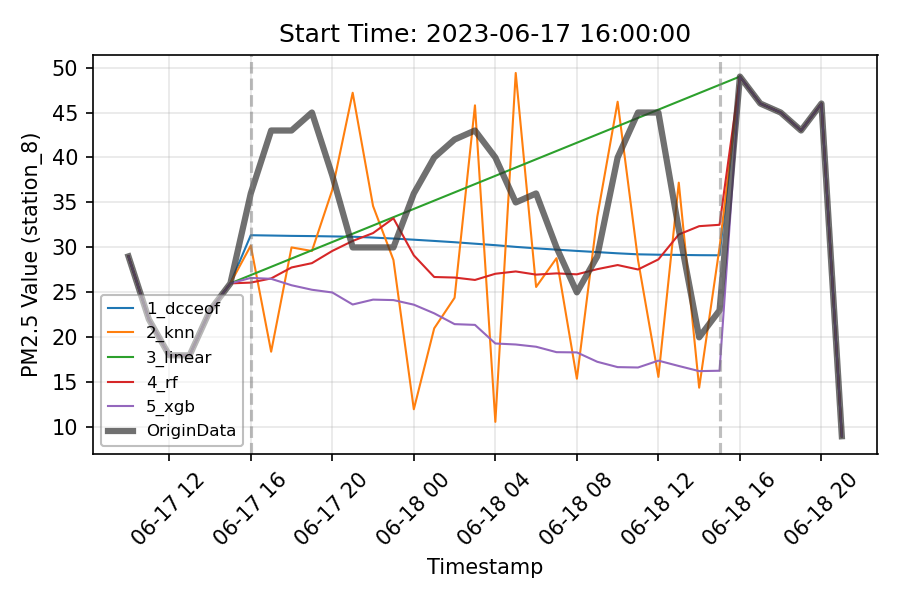 Start Time: 2023-06-17 16:00:00
PM2.5 Value (station_8)
50
45
40
35
30
25
20
15
10
1_dcceof
2_knn
3_linear
4_rf
5_xgb
OriginData
06-17 12
06-17 16
06-17 20
06-18 00
06-18 04
06-18 08
06-18 12
06-18 16
06-18 20
Timestamp